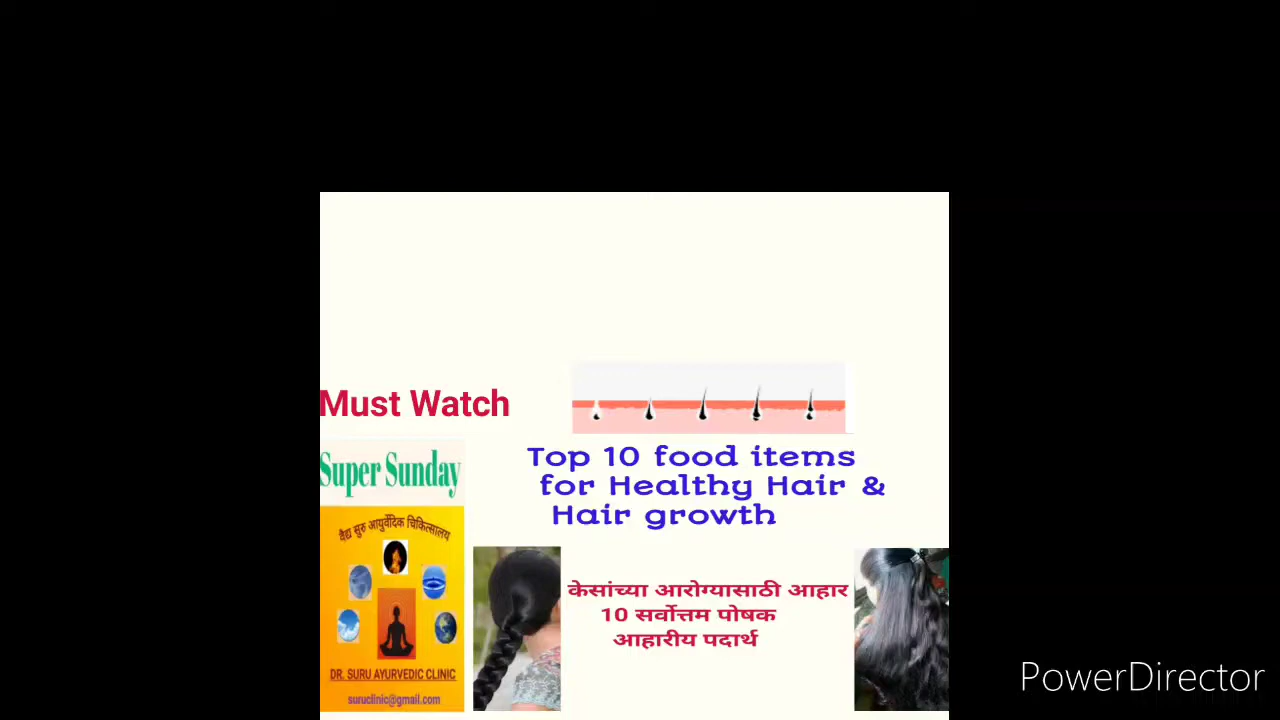 Must Watch
Super Sunday
वैद्य सुरु आयुर्वेदिक चिकित्सालय
DR. SURU AYURVEDIC CLINIC
suruclinic@gmail.com
Top 10 food items
for Healthy Hair &
Hair growth
केसांच्या आरोग्यासाठी आहार
10 सर्वोत्तम पोषक
आहारीय पदार्थ
PowerDirector